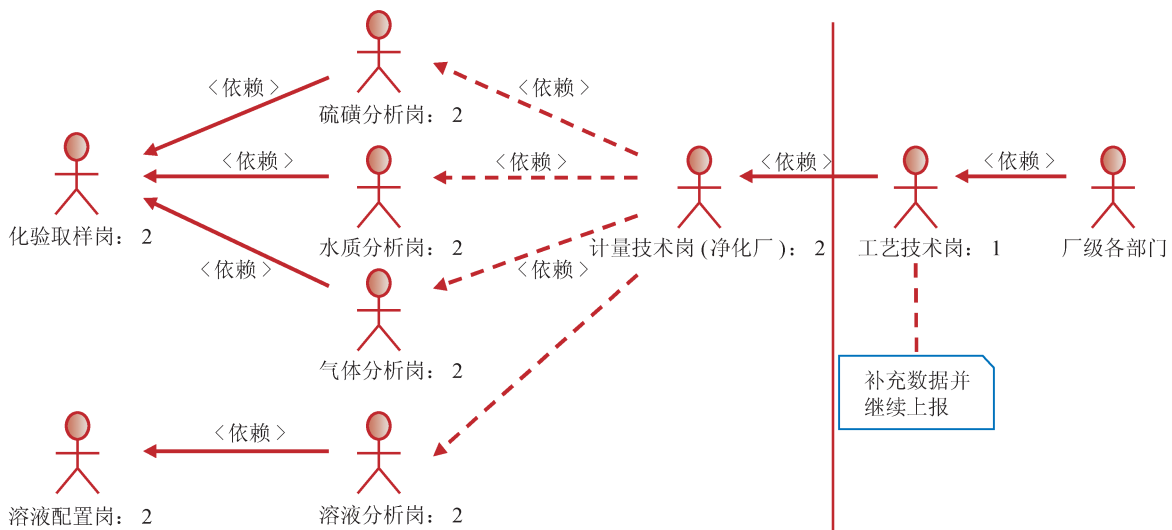 〈依赖〉
〈依赖〉
硫磺分析岗：2
〈依赖〉
〈依赖〉
〈依赖〉
〈依赖〉
化验取样岗：2
水质分析岗：2
计量技术岗(净化厂)：2
工艺技术岗：1
厂级各部门
〈依赖〉
〈依赖〉
气体分析岗：2
补充数据并
继续上报
〈依赖〉
溶液配置岗：2
溶液分析岗：2